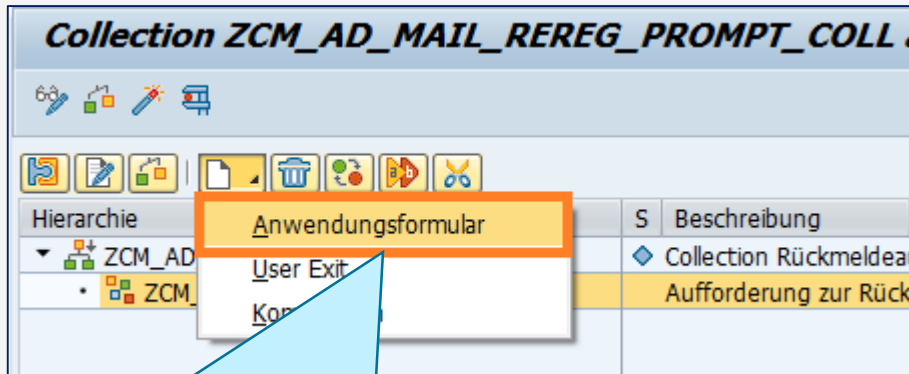 Collection ZCM_AD_MAIL_REREG_PROMPT_COLL
Hierarchie S Beschreibung
Anwendungsformular
ZCM_AD Collection Rückmeldea
User Exit
ZCM_ Aufforderung zur Rück